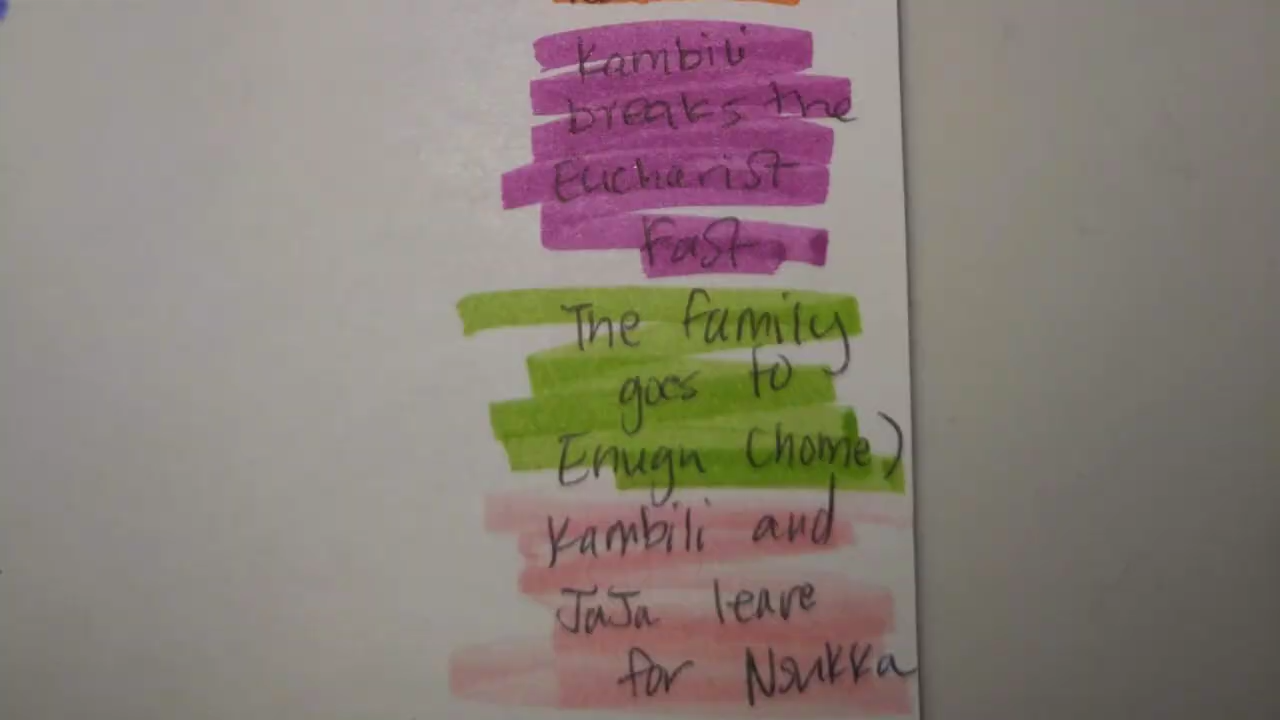 Kambili
breaks the
Eucharist
Fast
The family
goes to
Enugu (home)
Kambili and
JaJa leave
for Nsukka